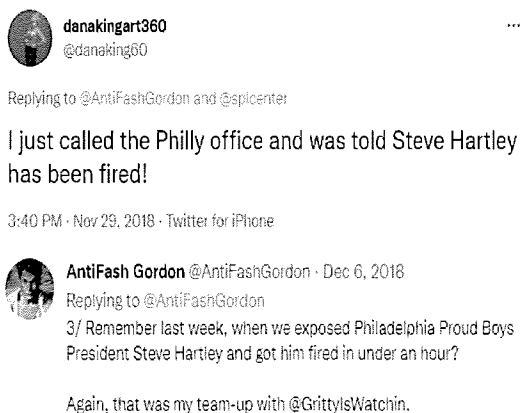 danakingart360
@danaking60
Replying to @AntiFashGordon and @spicenter
I just called the Philly office and was told Steve Hartley
has been fired!
3:40 PM · Nov 29, 2018 · Twitter for iPhone
AntiFash Gordon @AntiFashGordon · Dec 6, 2018
Replying to @AntiFashGordon
3/ Remember last week, when we exposed Philadelphia Proud Boys
President Steve Hartley and got him fired in under an hour?
Again, that was my team-up with @GrittyIsWatchin.